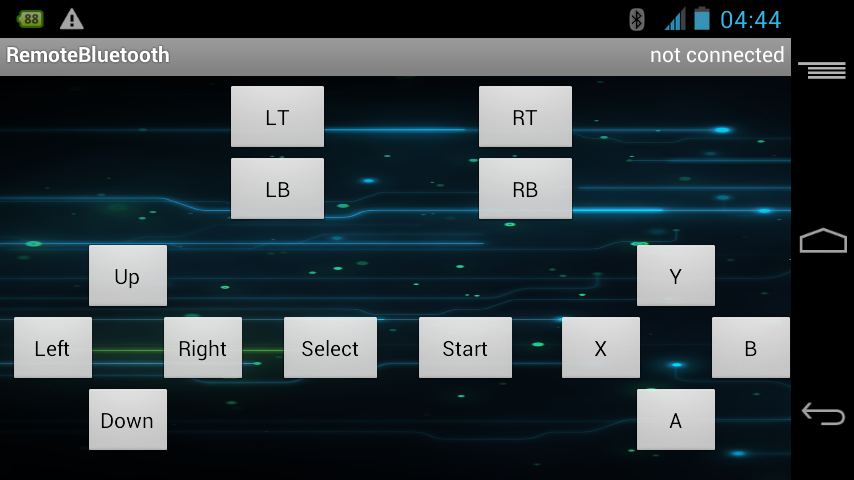 88 04:44
RemoteBluetooth not connected
LT RT
LB RB
Up Y
Left Right Select Start X B
Down A